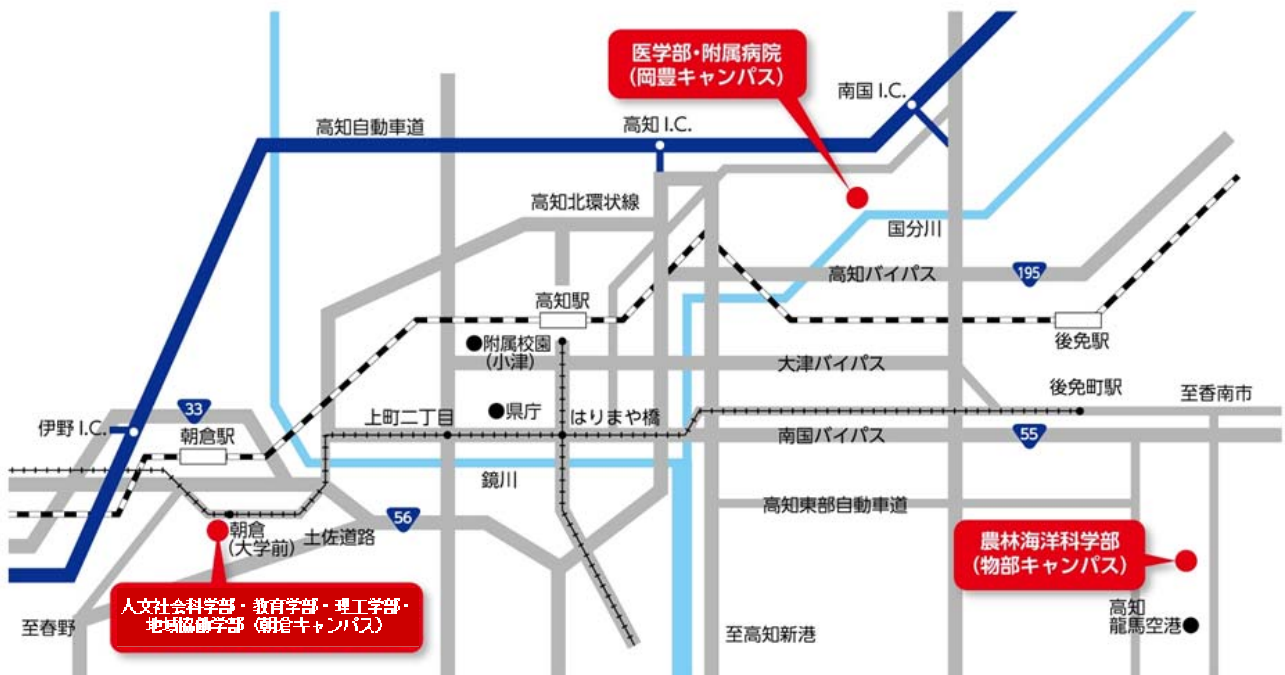 医学部・附属病院
(岡豊キャンパス)
南国 I.C.
高知自動車道
高知 I.C.
高知北環状線
国分川
高知バイパス
195
高知駅
後免駅
附属校園
(小津)
大津バイパス
後免町駅
至香南市
33
県庁
上町二丁目
はりまや橋
伊野 I.C.
朝倉駅
南国バイパス
55
鏡川
高知東部自動車道
56
朝倉
(大学前)
土佐道路
農林海洋科学部
(物部キャンパス)
人文社会科学部・教育学部・理工学部・
地域協働学部(朝倉キャンパス)
至春野
至高知新港
高知
龍馬空港